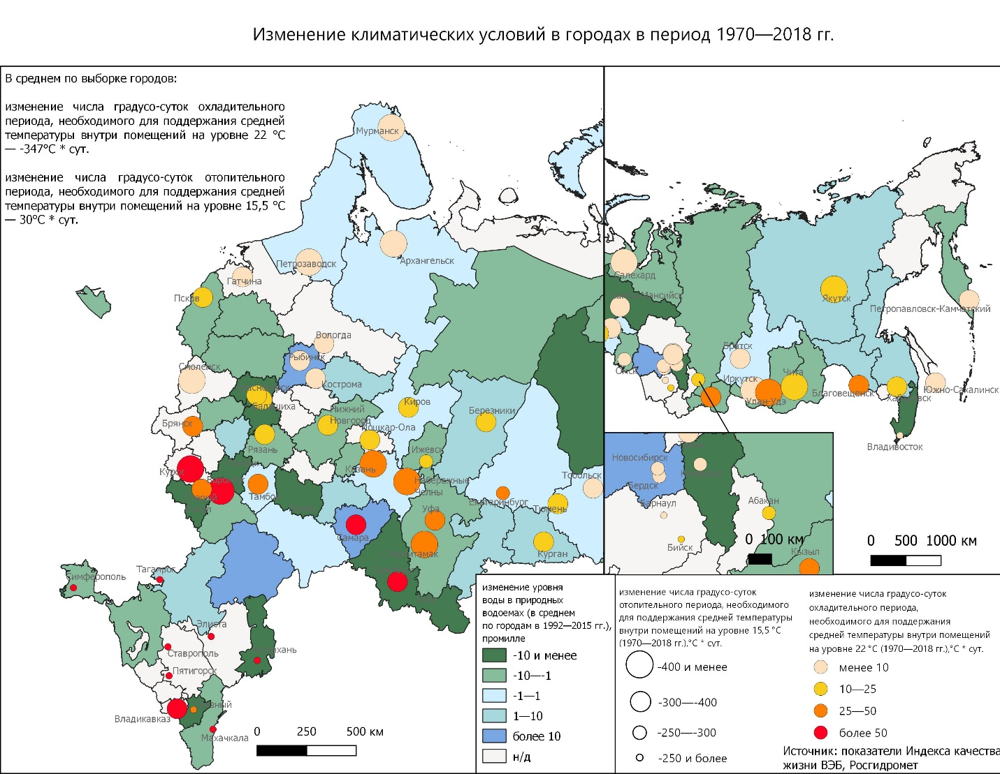 Изменение климатических условий в городах в период 1970—2018 гг.
В среднем по выборке городов:
изменение числа градусо-суток охладительного
периода, необходимого для поддержания средней
температуры внутри помещений на уровне 22 °C
— -347°C * сут.
изменение числа градусо-суток отопительного
периода, необходимого для поддержания средней
температуры внутри помещений на уровне 15,5 °C
— 30°C * сут.
Мурманск
Петрозаводск
Архангельск
Гатчина
Псков
Вологда
Рыбинск
Смоленск
Кострома
Балашиха
Киров
Нижний
Новгород
Йошкар-Ола
Березники
Брянск
Рязань
Ижевск
Казань
Курск
Набережные
Челны
Тобольск
Тамбов
Екатеринбург
Тюмень
Уфа
Самара
Курган
Таганрог
Симферополь
Элиста
Ставрополь
Пятигорск
Владикавказ
Махачкала
0 250 500 км
Салехард
Якутск
Петропавловск-Камчатский
Братск
Омск
Иркутск
Чита
Улан-Удэ
Благовещенск
Южно-Сахалинск
Владивосток
Новосибирск
Бердск
Барнаул
Абакан
Бийск
Кызыл
0 100 км
0 500 1000 км
изменение уровня
воды в природных
водоемах (в среднем
по городам в 1992—2015 гг.),
промилле
-10 и менее
-10—-1
-1—1
1—10
более 10
н/д
изменение числа градусо-суток
отопительного периода, необходимого
для поддержания средней температуры
внутри помещений на уровне 15,5 °C
(1970—2018 гг.),°C * сут.
-400 и менее
-300—-400
-250—-300
-250 и более
изменение числа градусо-суток
охладительного периода,
необходимого для поддержания
средней температуры внутри помещений
на уровне 22 °C (1970—2018 гг.),°C * сут.
менее 10
10—25
25—50
более 50
Источник: показатели Индекса качества
жизни ВЭБ, Росгидромет